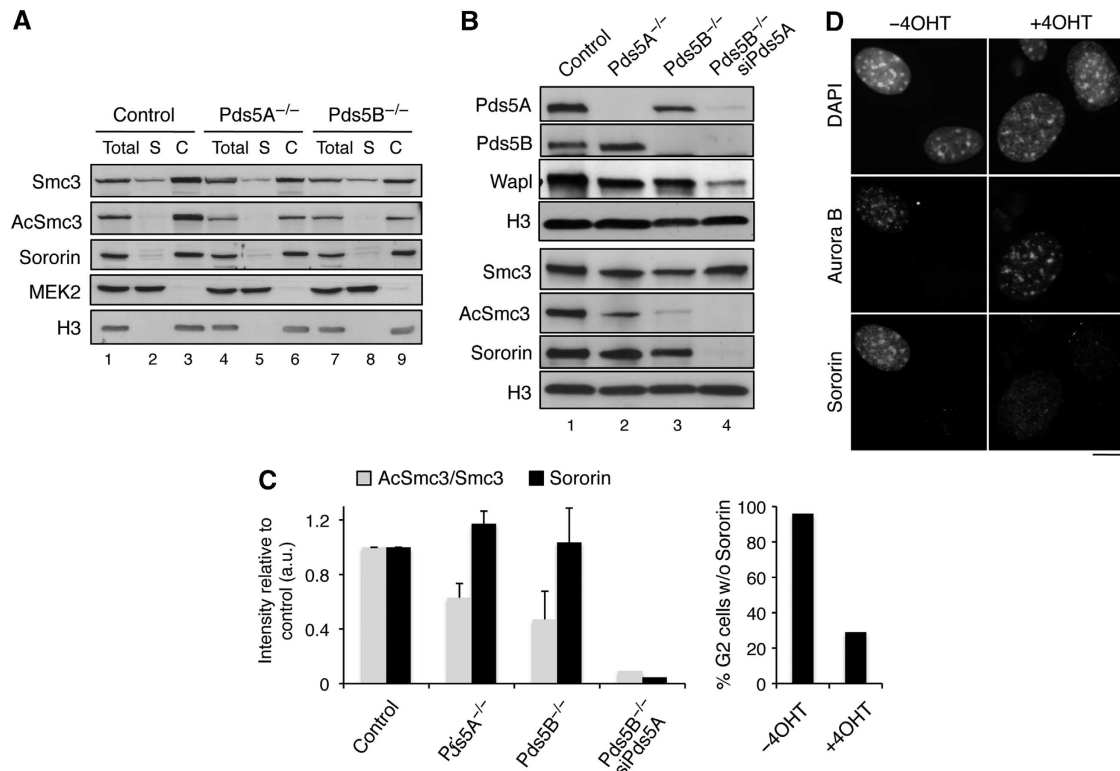 A
Control Pds5A−/− Pds5B−/−
Total S C Total S C Total S C
Smc3
AcSmc3
Sororin
MEK2
H3
1 2 3 4 5 6 7 8 9
B
Control Pds5A−/− Pds5B−/− Pds5B−/− siPds5A
Pds5A
Pds5B
Wapl
H3
Smc3
AcSmc3
Sororin
H3
1 2 3 4
D
−4OHT +4OHT
DAPI
Aurora B
Sororin
C
AcSmc3/Smc3 Sororin
Intensity relative to
control (a.u.)
1.2
0.8
0.4
0
Control Pds5A−/− Pds5B−/− Pds5B−/− siPds5A
% G2 cells w/o Sororin
100
80
60
40
20
0
−4OHT +4OHT